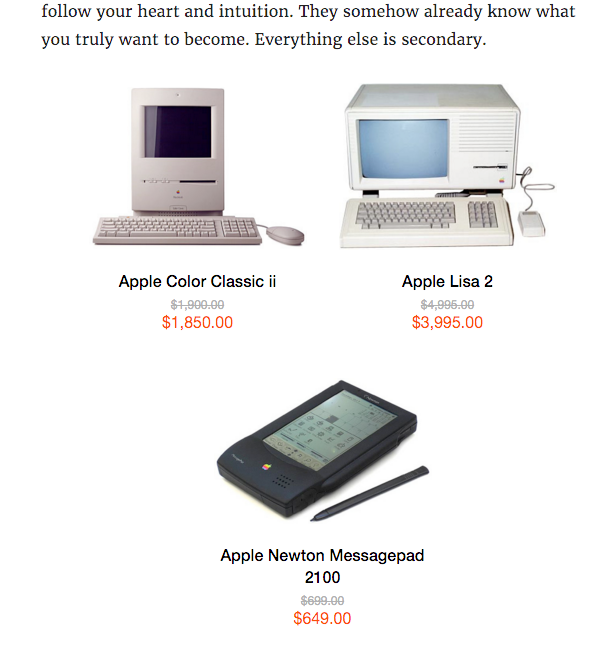 follow your heart and intuition. They somehow already know what
you truly want to become. Everything else is secondary.
Apple Color Classic ii
Apple Lisa 2
$1,900.00
$4,995.00
$1,850.00
$3,995.00
Apple Newton Messagepad
2100
$699.00
$649.00